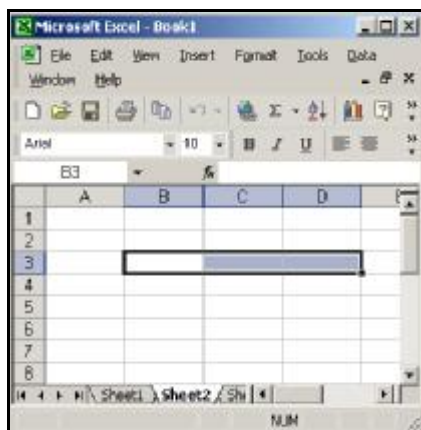 Microsoft Excel - Book1
File Edit View Insert Format Tools Data
Window Help
Arial 10 B I U
B3 fx
A B C D E
1
2
3
4
5
6
7
8
Sheet1 Sheet2 Sh
NUM